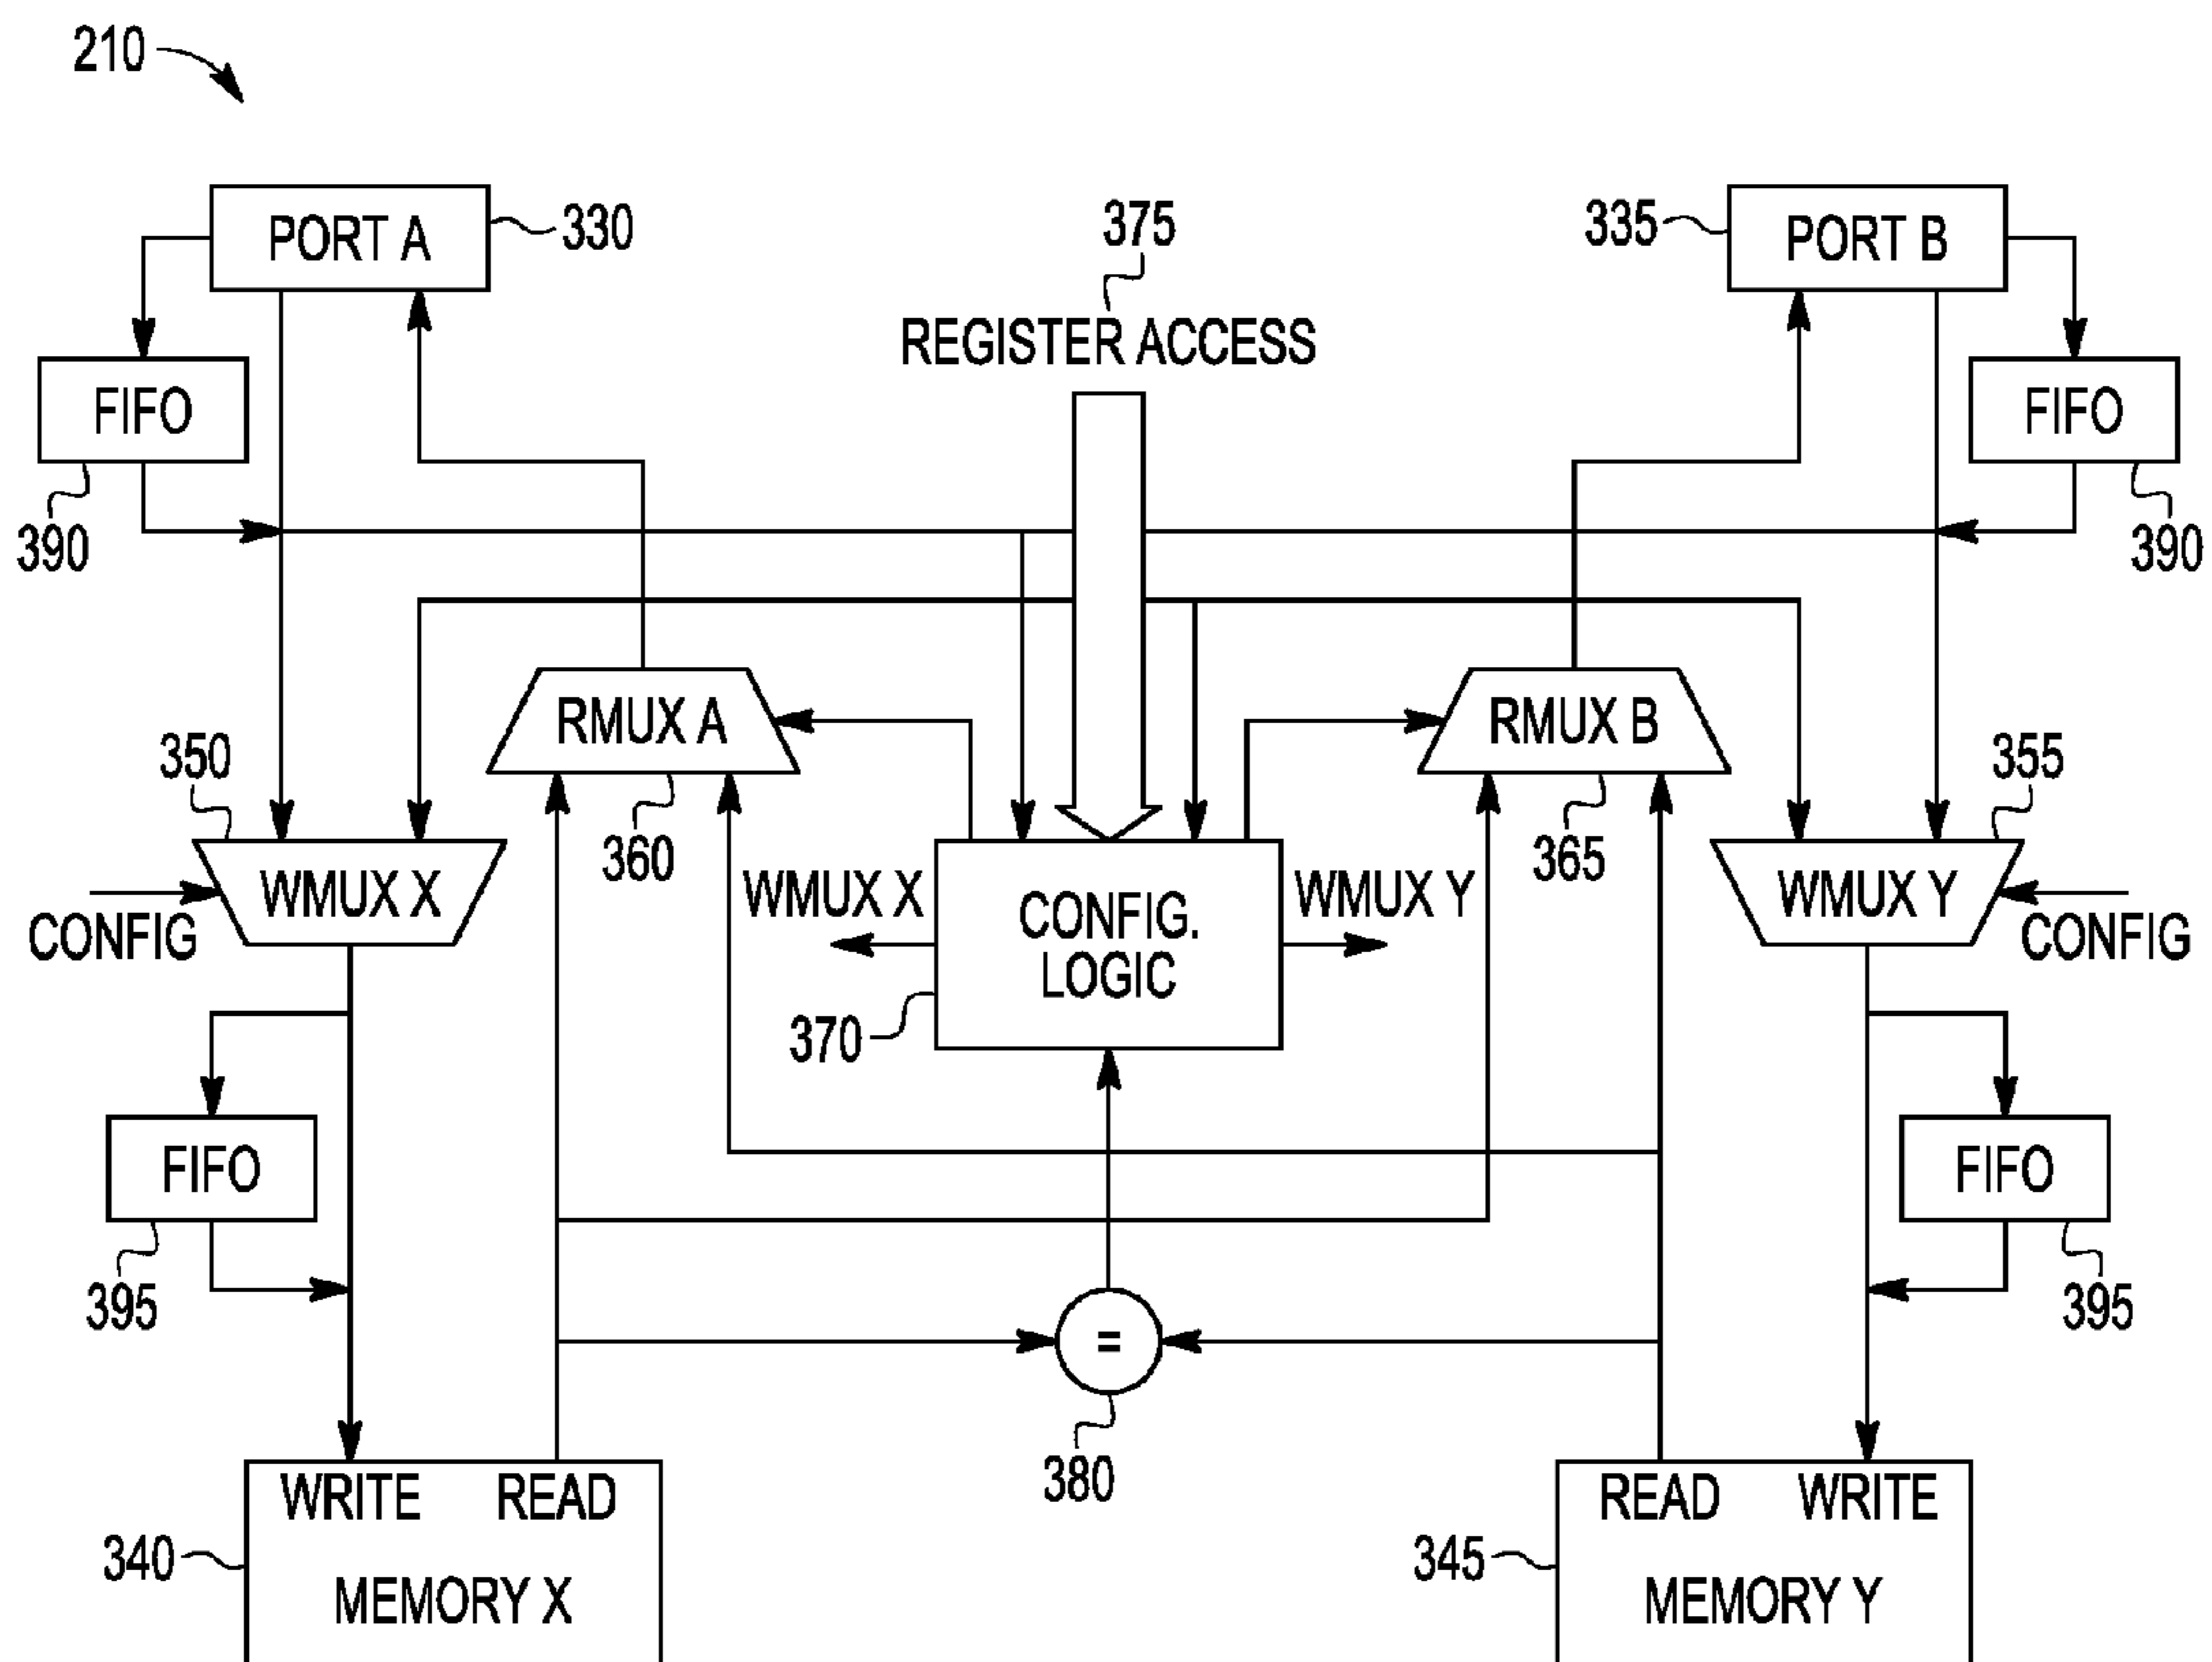 210
PORT A
330
375
335
PORT B
REGISTER ACCESS
FIFO
FIFO
390
390
RMUX A
RMUX B
350
355
360
365
WMUX X
WMUX X
WMUX Y
WMUX Y
CONFIG
CONFIG.
LOGIC
CONFIG
370
FIFO
FIFO
395
395
=
380
WRITE READ
READ WRITE
340
345
MEMORY X
MEMORY Y